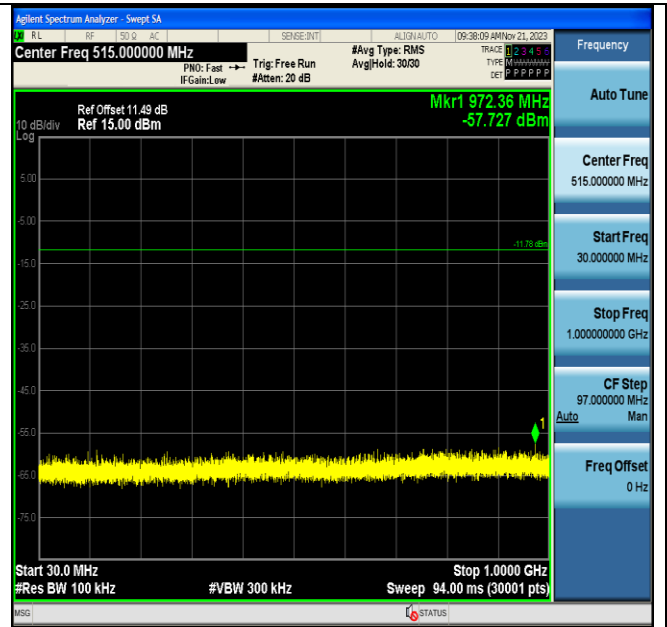 Agilent Spectrum Analyzer - Swept SA
RL RF 50 Ω AC SENSE:INT ALIGN AUTO 09:38:09 AM Nov 21, 2023
Center Freq 515.000000 MHz
PNO: Fast
IFGain:Low
Trig: Free Run
#Atten: 20 dB
#Avg Type: RMS
Avg|Hold: 30/30
TRACE 1 2 3 4 5 6
TYPE M
DET P P P P P P
Frequency
Auto Tune
Center Freq
515.000000 MHz
Start Freq
30.000000 MHz
Stop Freq
1.000000000 GHz
CF Step
97.000000 MHz
Auto Man
Freq Offset
0 Hz
Mkr1 972.36 MHz
-57.727 dBm
Ref Offset 11.49 dB
10 dB/div Ref 15.00 dBm
Log
5.00
-5.00
-11.78 dBm
-15.0
-25.0
-35.0
-45.0
-55.0
1
-65.0
-75.0
Start 30.0 MHz Stop 1.0000 GHz
#Res BW 100 kHz #VBW 300 kHz Sweep 94.00 ms (30001 pts)
MSG STATUS